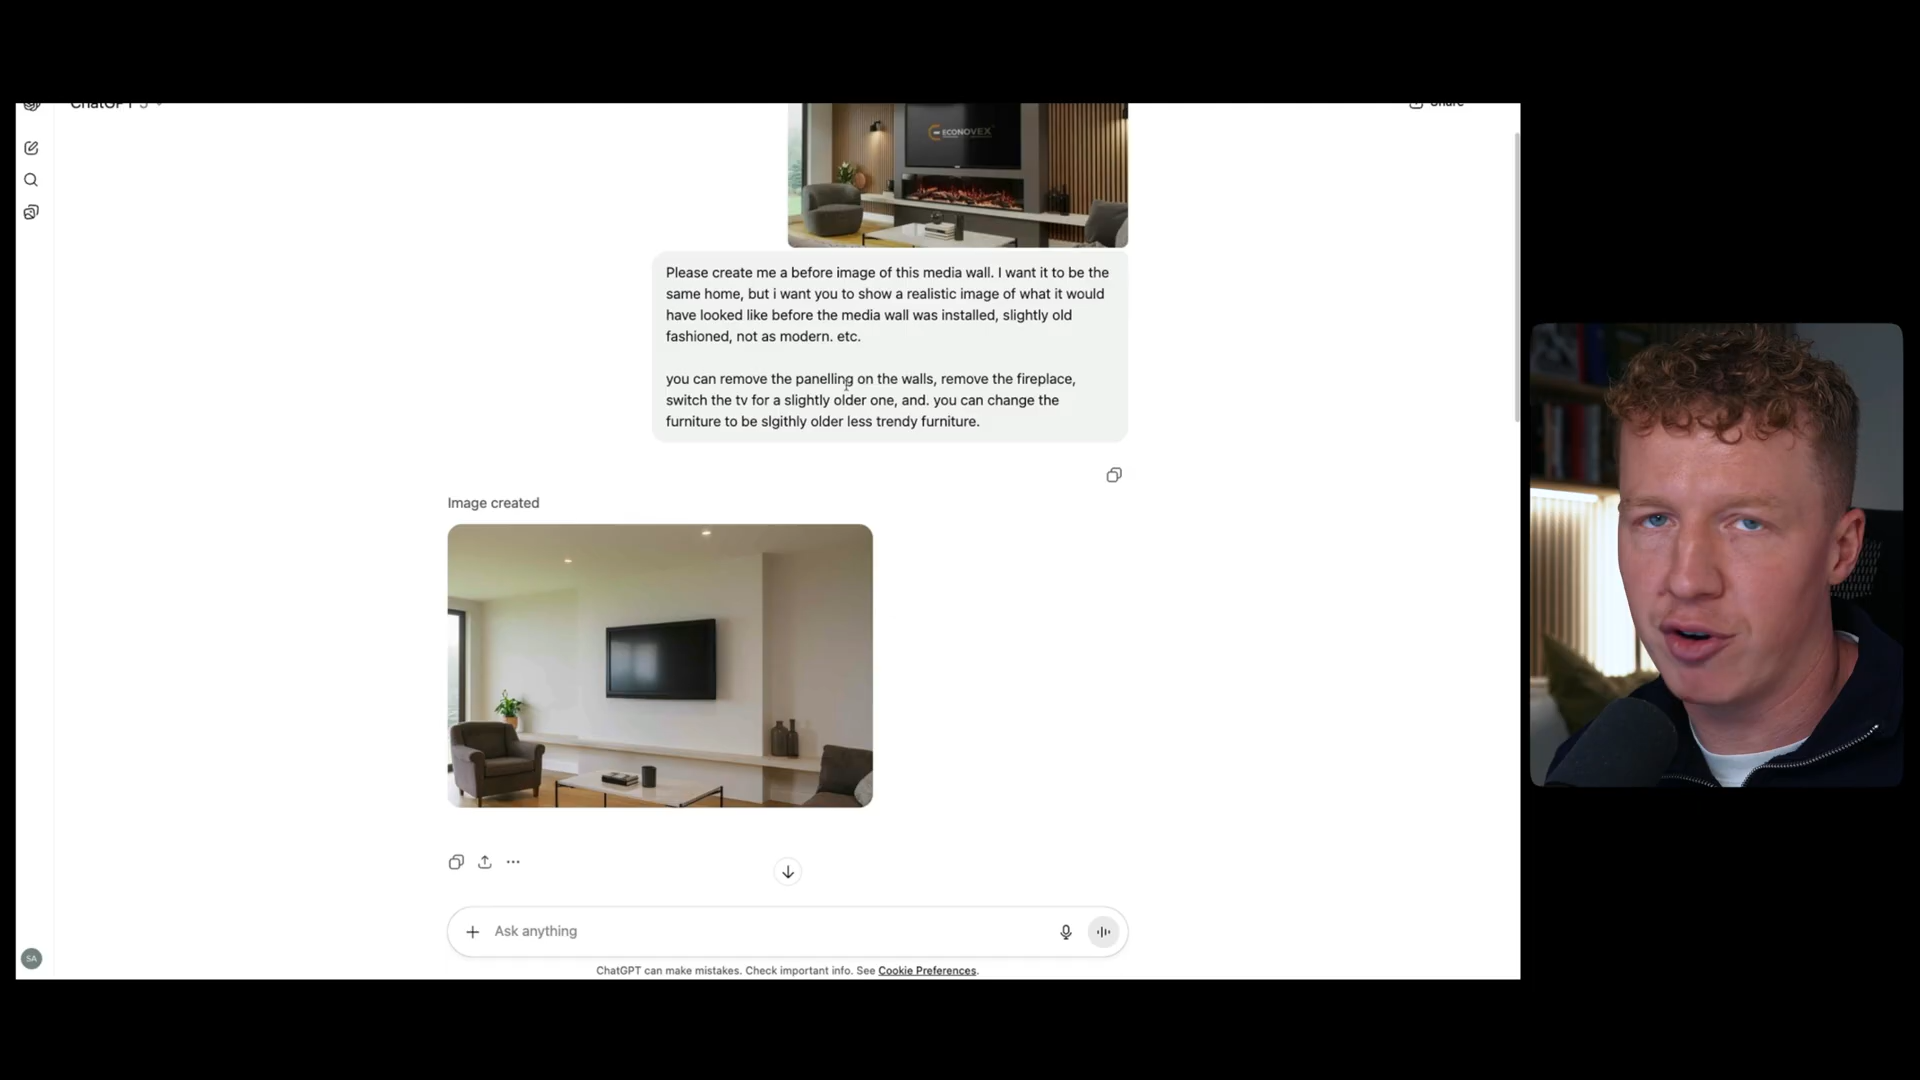 ChatGPT 5
Share
ECONOVEX
Please create me a before image of this media wall. I want it to be the
same home, but i want you to show a realistic image of what it would
have looked like before the media wall was installed, slightly old
fashioned, not as modern. etc.
you can remove the panelling on the walls, remove the fireplace,
switch the tv for a slightly older one, and. you can change the
furniture to be slgithly older less trendy furniture.
Image created
Ask anything
SA
ChatGPT can make mistakes. Check important info. See Cookie Preferences.